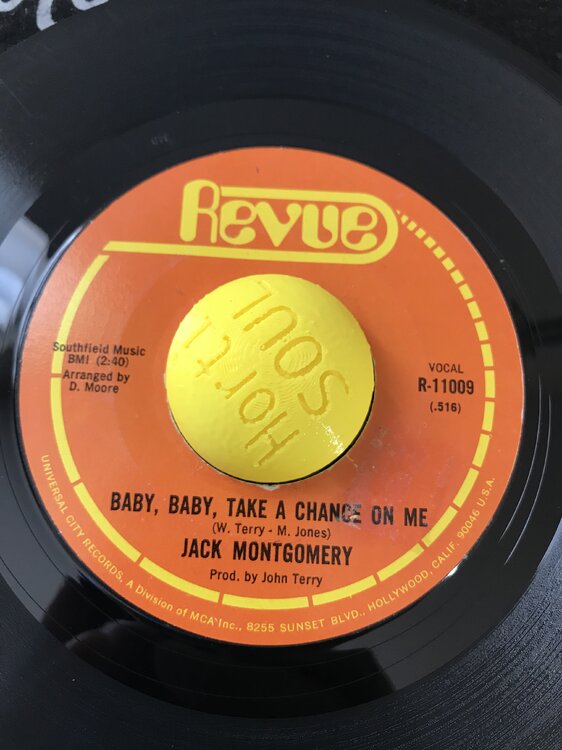 Revue
SOUL
Southfield Music
BMI (2:40)
Arranged by
D. Moore
VOCAL
R-11009
(.516)
BABY, BABY, TAKE A CHANCE ON ME
(W. Terry - M. Jones)
JACK MONTGOMERY
Prod. by John Terry
UNIVERSAL CITY RECORDS, A Division of MCA Inc., 8255 SUNSET BLVD., HOLLYWOOD, CALIF. 90046 U.S.A.